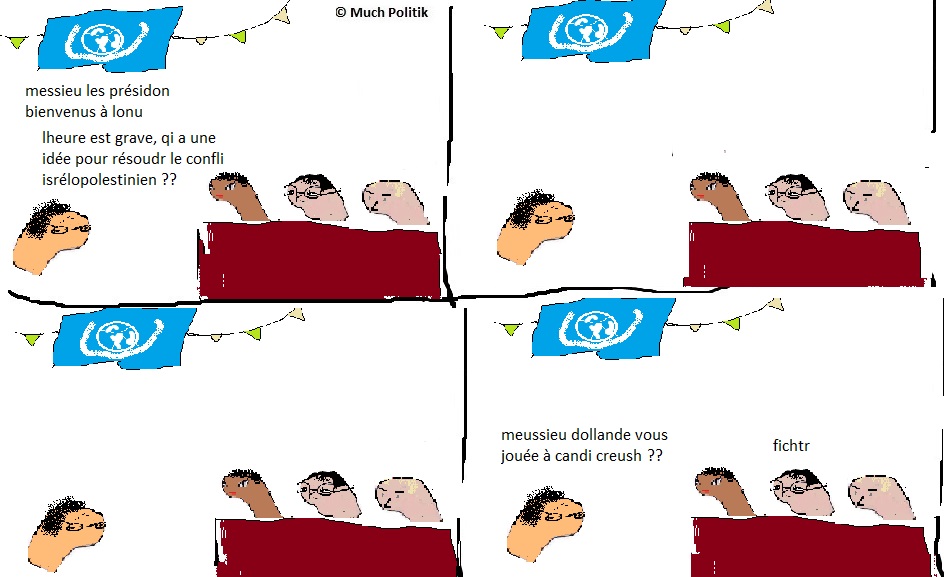 © Much Politik
messieu les présidon
bienvenus à lonu
lheure est grave, qi a une
idée pour résoudr le confli
isrélopolestinien ??
meussieu dollande vous
jouée à candi creush ??
fichtr